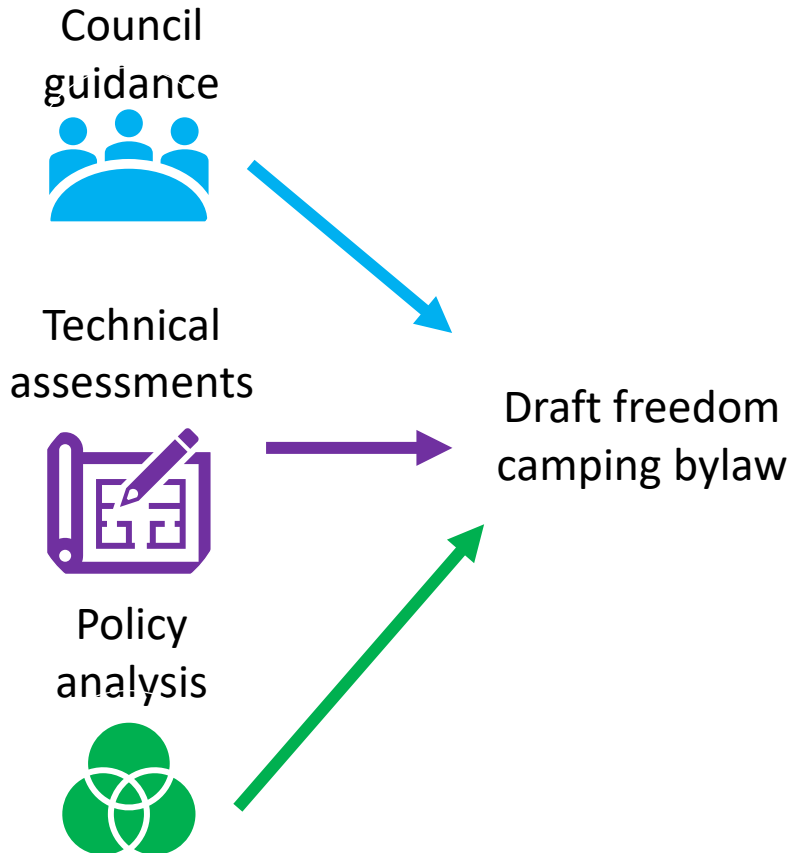 Council
guidance
Technical
assessments
Draft freedom
camping bylaw
Policy
analysis